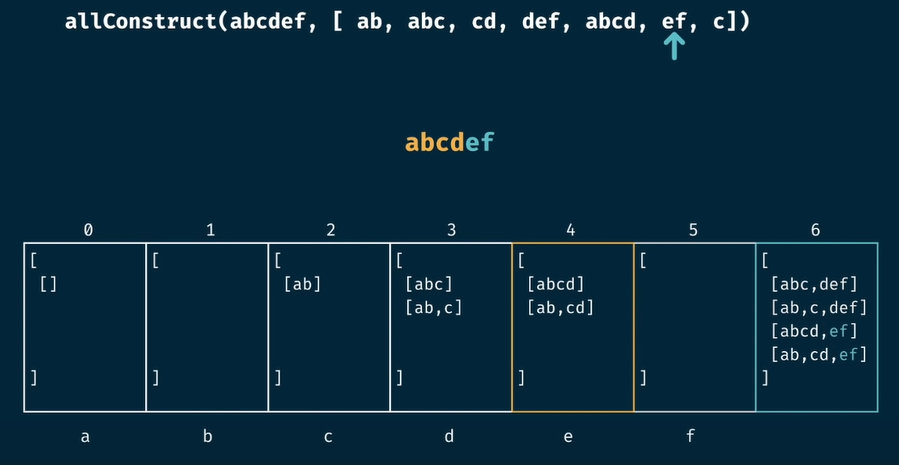 allConstruct(abcdef, [ ab, abc, cd, def, abcd, ef, c])
abcdef
0 1 2 3 4 5 6
[ [ [ [ [ [ [
[] [ab] [abc] [abcd] [abc,def]
[ab,c] [ab,cd] [ab,c,def]
[abcd,ef]
[ab,cd,ef]
] ] ] ] ] ] ]
a b c d e f